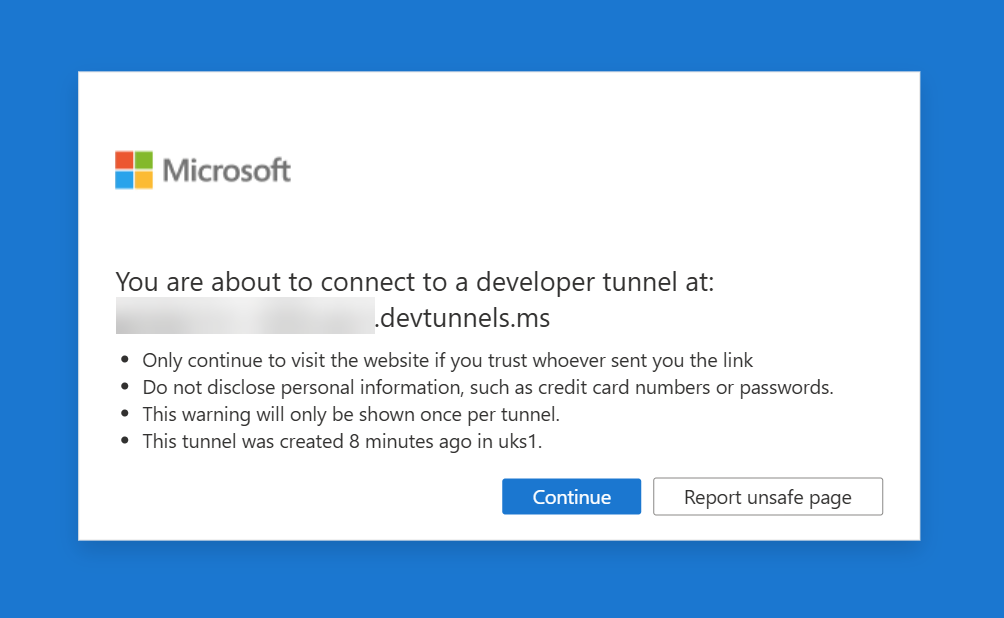 Microsoft
You are about to connect to a developer tunnel at:
.devtunnels.ms
• Only continue to visit the website if you trust whoever sent you the link
• Do not disclose personal information, such as credit card numbers or passwords.
• This warning will only be shown once per tunnel.
• This tunnel was created 8 minutes ago in uks1.
Continue Report unsafe page